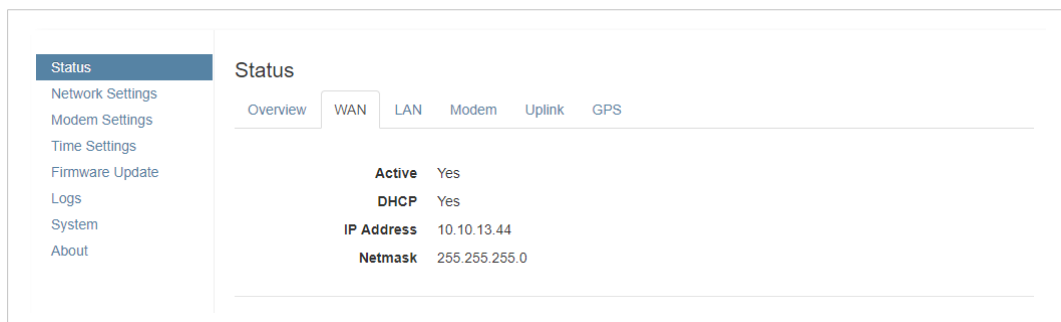 Status
Network Settings
Modem Settings
Time Settings
Firmware Update
Logs
System
About
Status
Overview WAN LAN Modem Uplink GPS
Active Yes
DHCP Yes
IP Address 10.10.13.44
Netmask 255.255.255.0